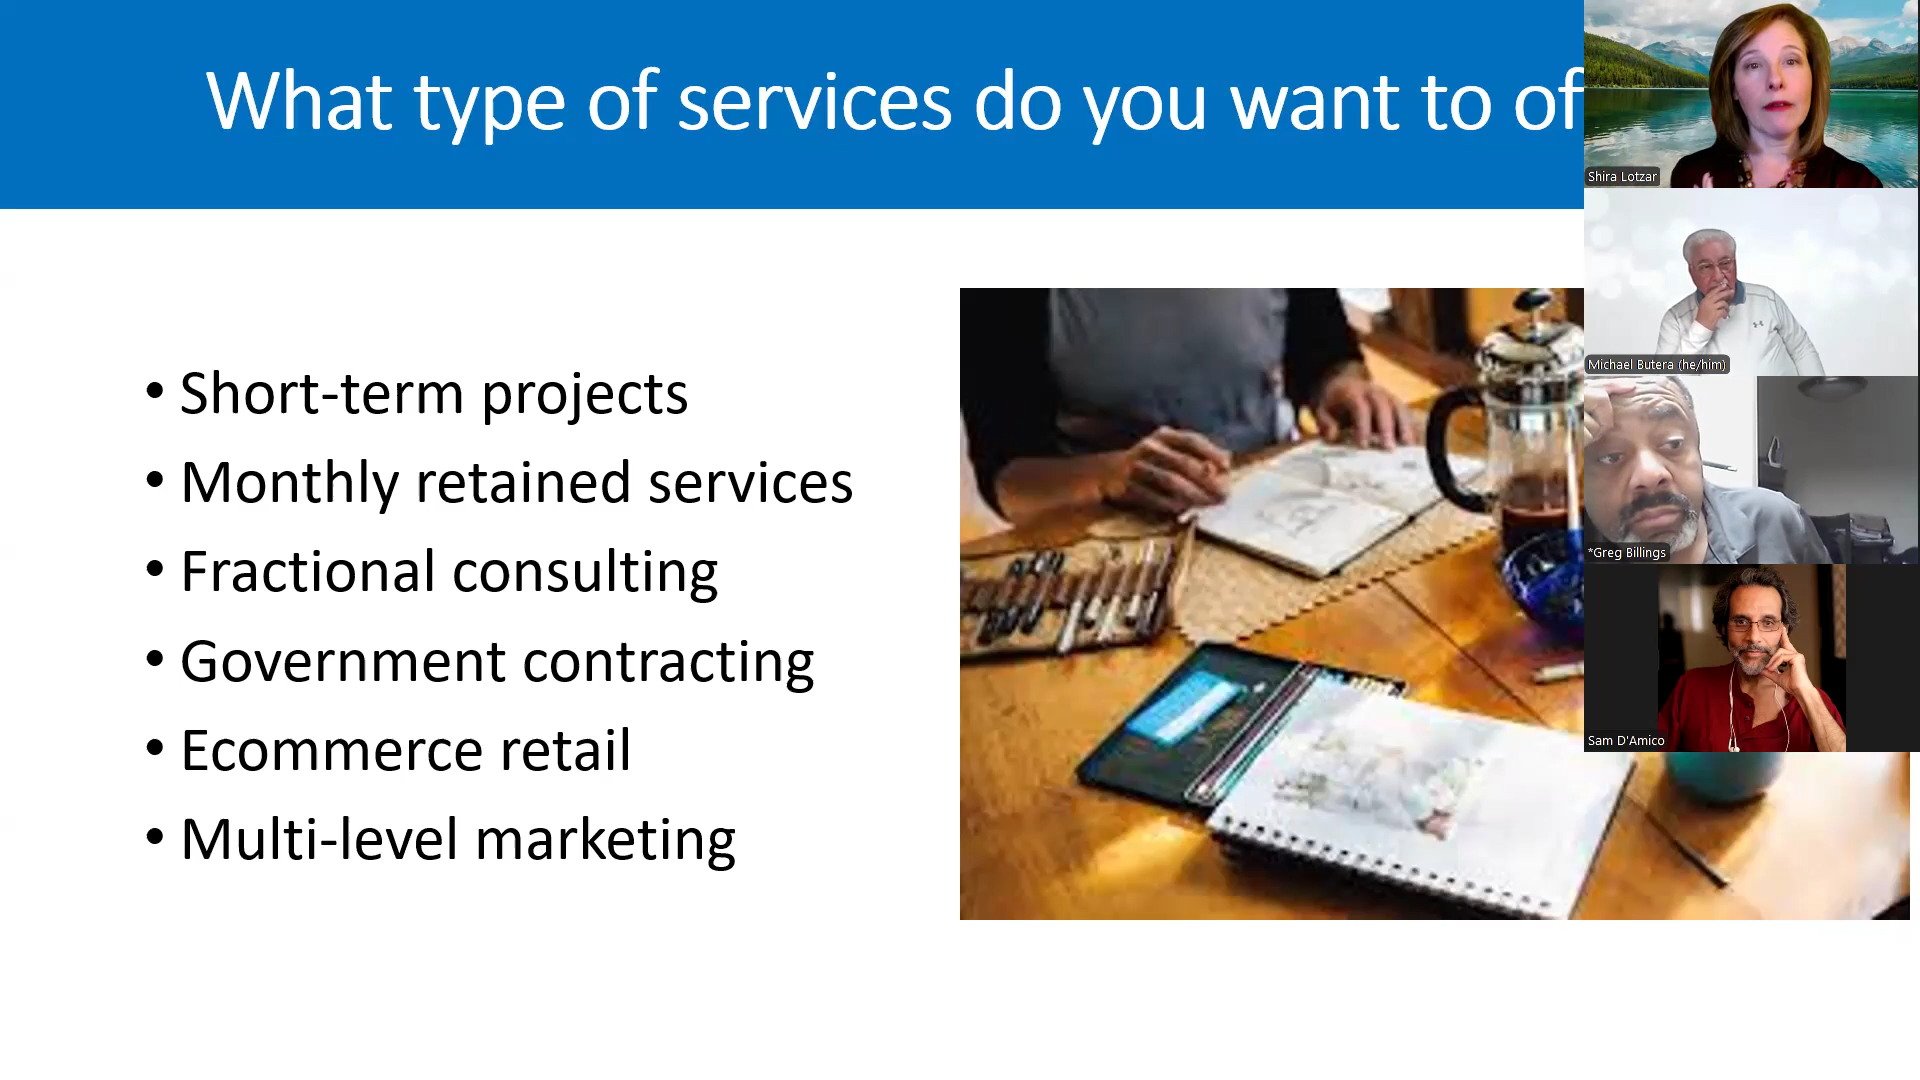 What type of services do you want to of
• Short-term projects
• Monthly retained services
• Fractional consulting
• Government contracting
• Ecommerce retail
• Multi-level marketing
Shira Lotzar
Michael Butera (he/him)
*Greg Billings
Sam D'Amico